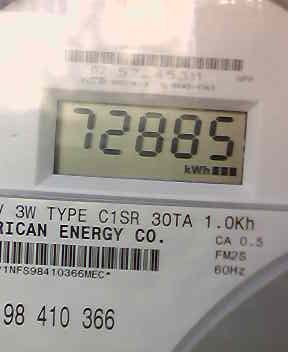 72885
kWh
V 3W TYPE C1SR 30TA 1.0Kh
RICAN ENERGY CO.
CA 0.5
FM2S
60Hz
1NFS98410366MEC*
98 410 366